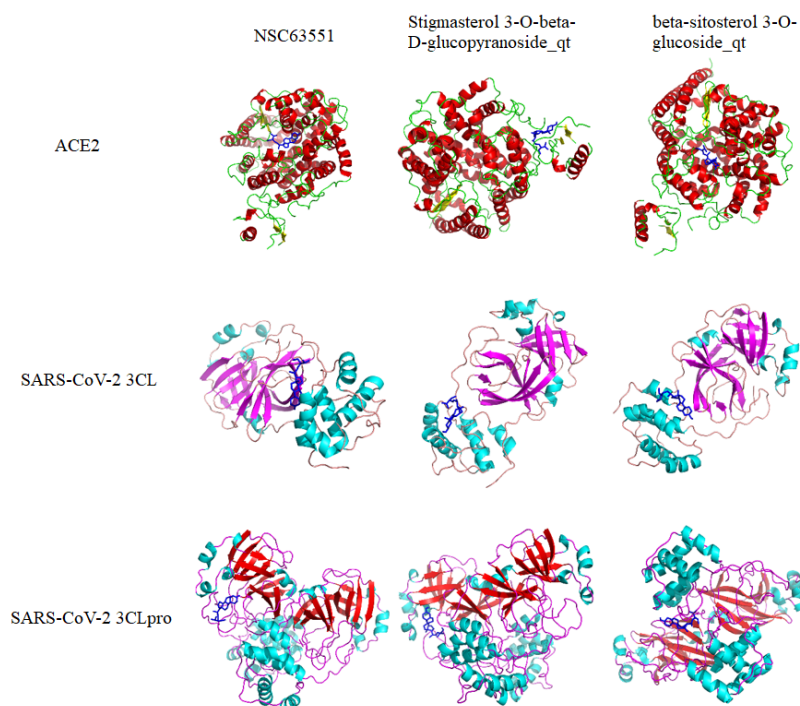 NSC63551
Stigmasterol 3-O-beta-
D-glucopyranoside_qt
beta-sitosterol 3-O-
glucoside_qt
ACE2
SARS-CoV-2 3CL
SARS-CoV-2 3CLpro